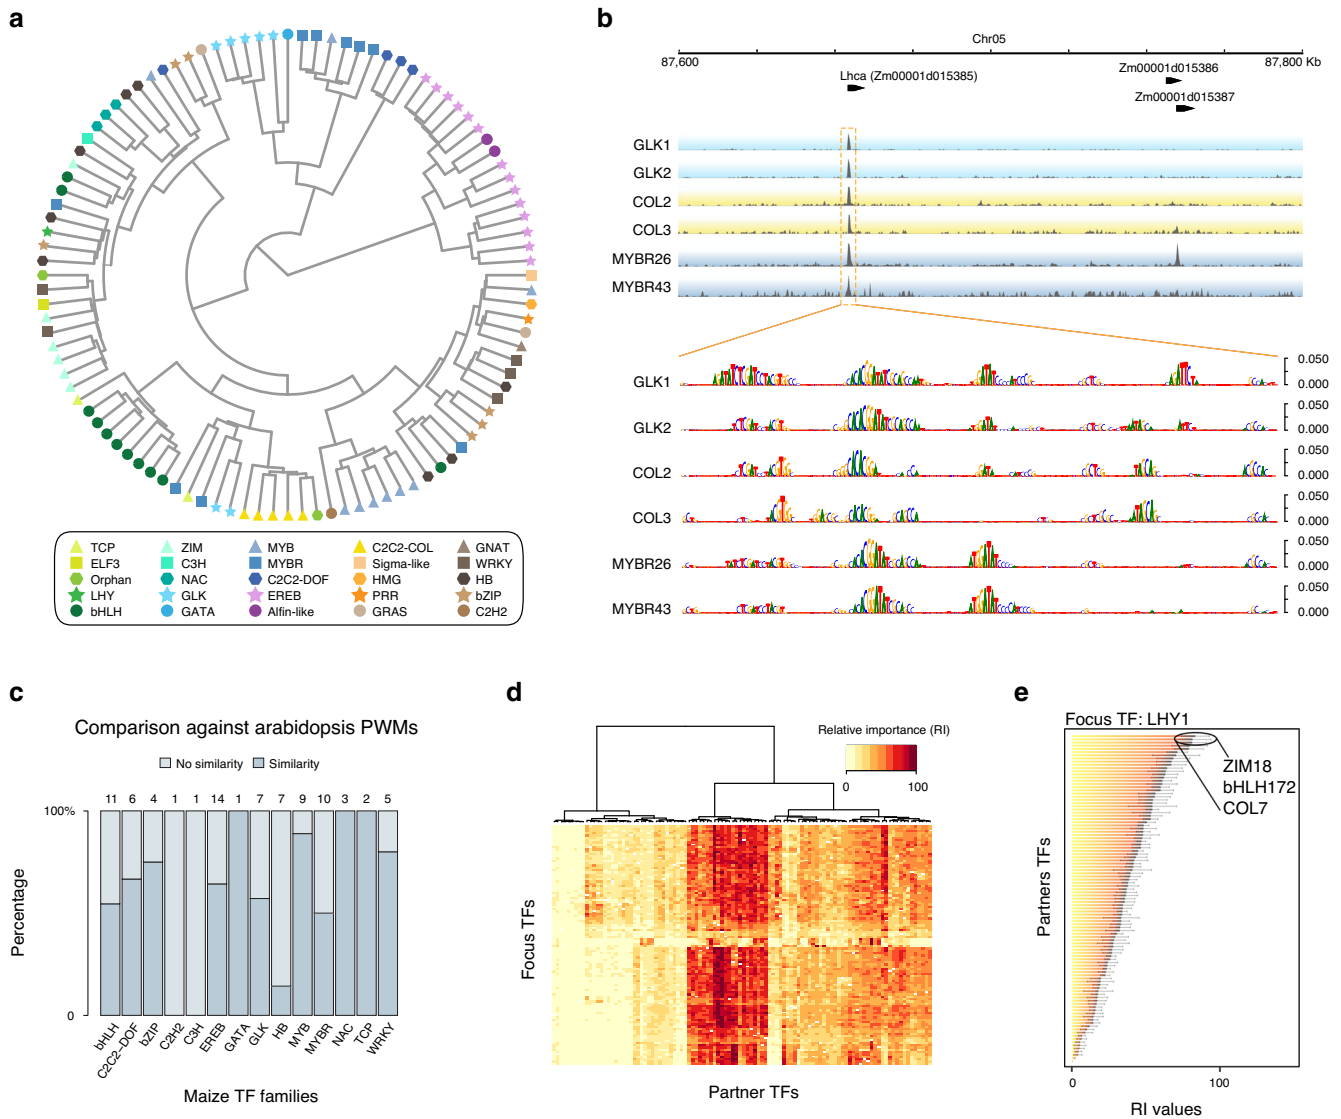 a
TCP
ELF3
Orphan
LHY
bHLH
ZIM
C3H
NAC
GLK
GATA
MYB
MYBR
C2C2-DOF
EREB
Alfin-like
C2C2-COL
Sigma-like
HMG
PRR
GRAS
GNAT
WRKY
HB
bZIP
C2H2
b
Chr05
87,600
87,800 Kb
Lhca (Zm00001d015385)
Zm00001d015386
Zm00001d015387
GLK1
GLK2
COL2
COL3
MYBR26
MYBR43
GLK1
0.050
0.000
GLK2
0.050
0.000
COL2
0.050
0.000
COL3
0.050
0.000
MYBR26
0.050
0.000
MYBR43
0.050
0.000
c
Comparison against arabidopsis PWMs
No similarity
Similarity
11 6 4 1 1 14 1 7 7 9 10 3 2 5
100%
0
Percentage
bHLH
C2C2-DOF
bZIP
C2H2
C3H
EREB
GATA
GLK
HB
MYB
MYBR
NAC
TCP
WRKY
Maize TF families
d
Relative importance (RI)
0
100
Focus TFs
Partner TFs
e
Focus TF: LHY1
ZIM18
bHLH172
COL7
Partners TFs
0
100
RI values